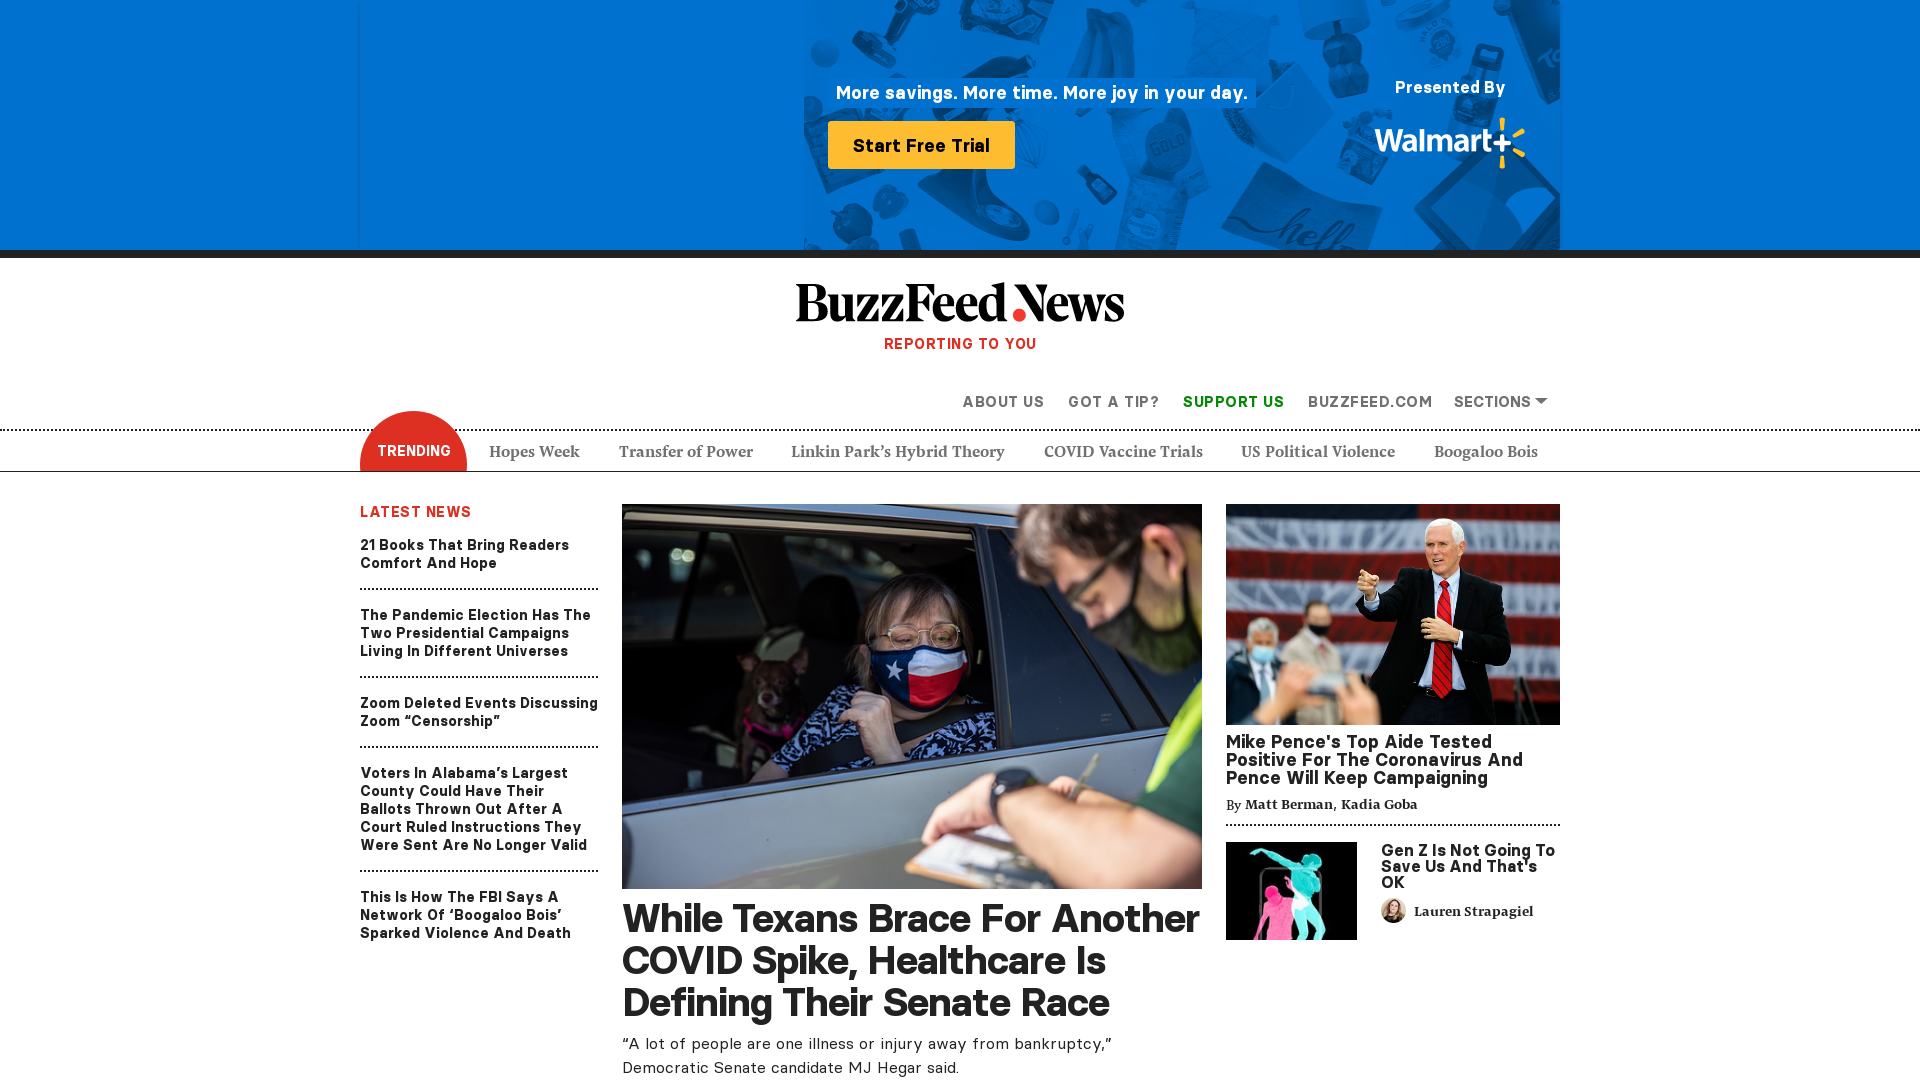 More savings. More time. More joy in your day.
Start Free Trial
Presented By
Walmart+
BuzzFeed News
REPORTING TO YOU
ABOUT US
GOT A TIP?
SUPPORT US
BUZZFEED.COM
SECTIONS
TRENDING
Hopes Week
Transfer of Power
Linkin Park’s Hybrid Theory
COVID Vaccine Trials
US Political Violence
Boogaloo Bois
LATEST NEWS
21 Books That Bring Readers
Comfort And Hope
The Pandemic Election Has The
Two Presidential Campaigns
Living In Different Universes
Zoom Deleted Events Discussing
Zoom “Censorship”
Voters In Alabama’s Largest
County Could Have Their
Ballots Thrown Out After A
Court Ruled Instructions They
Were Sent Are No Longer Valid
This Is How The FBI Says A
Network Of ‘Boogaloo Bois’
Sparked Violence And Death
While Texans Brace For Another
COVID Spike, Healthcare Is
Defining Their Senate Race
“A lot of people are one illness or injury away from bankruptcy,”
Democratic Senate candidate MJ Hegar said.
Mike Pence's Top Aide Tested
Positive For The Coronavirus And
Pence Will Keep Campaigning
By Matt Berman, Kadia Goba
Gen Z Is Not Going To
Save Us And That's
OK
Lauren Strapagiel
hello
GOLD